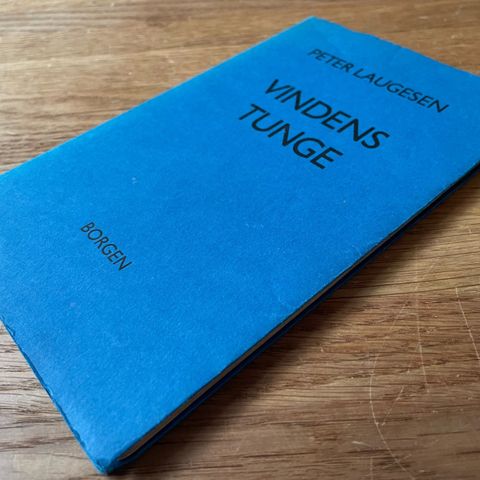 PETER LAUGESEN
VINDENS
TUNGE
BORGEN